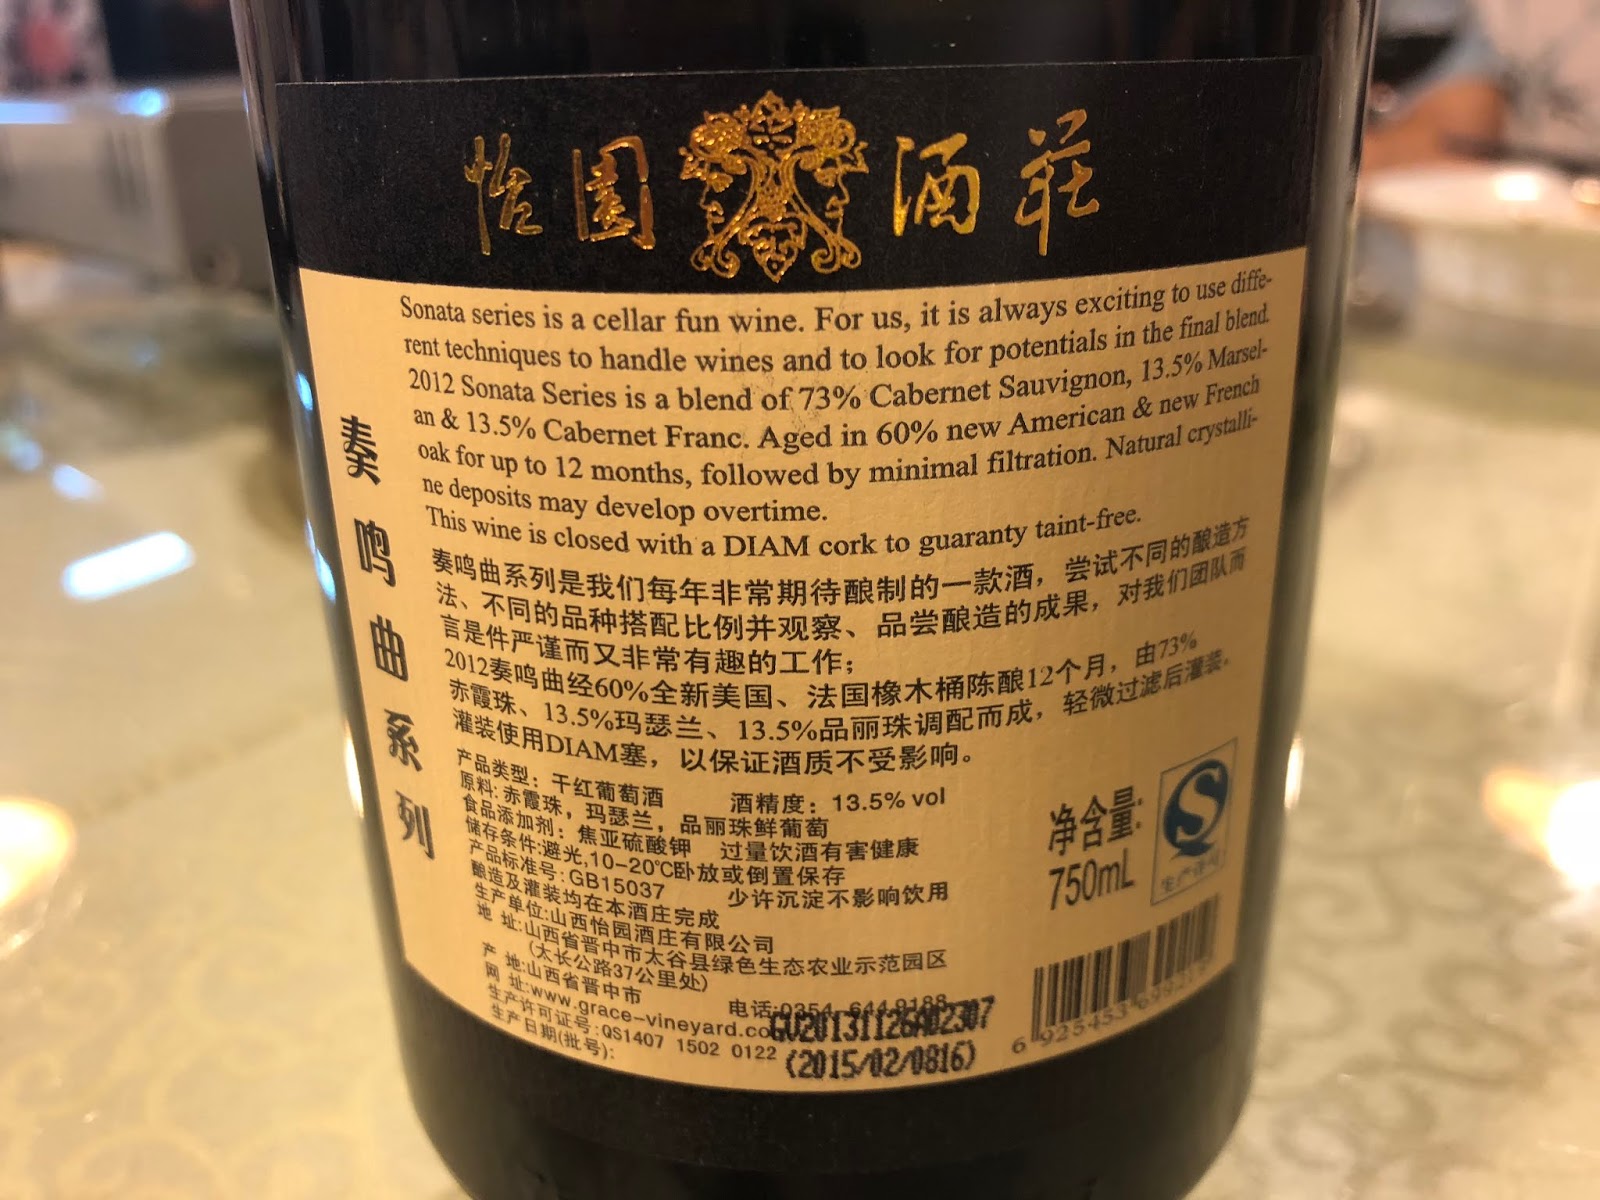 怡園 酒莊
Sonata series is a cellar fun wine. For us, it is always exciting to use diffe-
rent techniques to handle wines and to look for potentials in the final blend.
2012 Sonata Series is a blend of 73% Cabernet Sauvignon, 13.5% Marsel-
an & 13.5% Cabernet Franc. Aged in 60% new American & new French
oak for up to 12 months, followed by minimal filtration. Natural crystalli-
ne deposits may develop overtime.
This wine is closed with a DIAM cork to guaranty taint-free.
奏鸣曲系列
奏鸣曲系列是我们每年非常期待酿制的一款酒，尝试不同的酿造方
法、不同的品种搭配比例并观察、品尝酿造的成果，对我们团队而
言是件严谨而又非常有趣的工作；
2012奏鸣曲经60%全新美国、法国橡木桶陈酿12个月，由73%
赤霞珠、13.5%玛瑟兰、13.5%品丽珠调配而成，轻微过滤后灌装。
灌装使用DIAM塞，以保证酒质不受影响。
产品类型：干红葡萄酒 酒精度：13.5% vol
原料:赤霞珠，玛瑟兰，品丽珠鲜葡萄
食品添加剂：焦亚硫酸钾 过量饮酒有害健康
储存条件:避光,10-20℃卧放或倒置保存
产品标准号:GB15037 少许沉淀不影响饮用
酿造及灌装均在本酒庄完成
生产单位:山西怡园酒庄有限公司
地 址:山西省晋中市太谷县绿色生态农业示范园区
(太长公路37公里处)
产 地:山西省晋中市 电话:0354-6449188
网 址:www.grace-vineyard.co
生产许可证号:QS1407 1502 0122
生产日期(批号):
GV20131126A02307
(2015/02/0816)
净含量:
750mL
生产许可
6 925453 6992